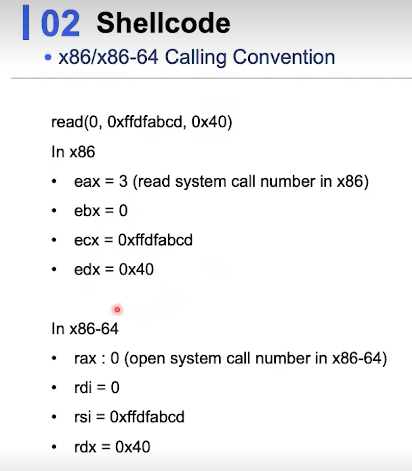 02 Shellcode
• x86/x86-64 Calling Convention
read(0, 0xffdfabcd, 0x40)
In x86
• eax = 3 (read system call number in x86)
• ebx = 0
• ecx = 0xffdfabcd
• edx = 0x40
In x86-64
• rax : 0 (open system call number in x86-64)
• rdi = 0
• rsi = 0xffdfabcd
• rdx = 0x40